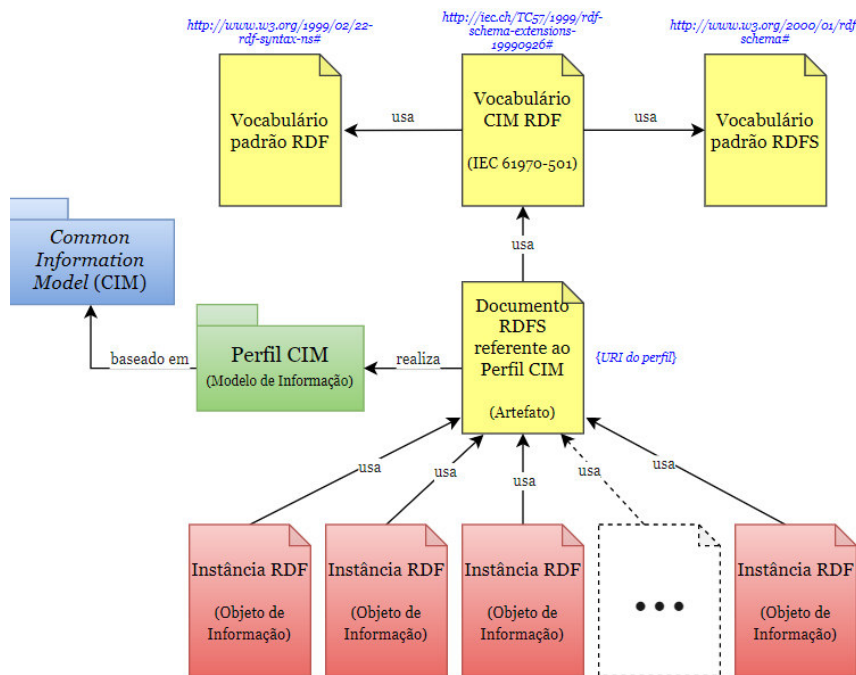 http://www.w3.org/1999/02/22-
rdf-syntax-ns#
http://iec.ch/TC57/1999/rdf-
schema-extensions-
19990926#
http://www.w3.org/2000/01/rdf
schema#
Vocabulário
padrão RDF
usa
Vocabulário
CIM RDF
(IEC 61970-501)
usa
Vocabulário
padrão RDFS
usa
Common
Information
Model (CIM)
baseado em
Perfil CIM
(Modelo de Informação)
realiza
Documento
RDFS
referente ao
Perfil CIM
(Artefato)
{URI do perfil}
usa
usa
usa
usa
usa
Instância RDF
(Objeto de
Informação)
Instância RDF
(Objeto de
Informação)
Instância RDF
(Objeto de
Informação)
•••
Instância RDF
(Objeto de
Informação)